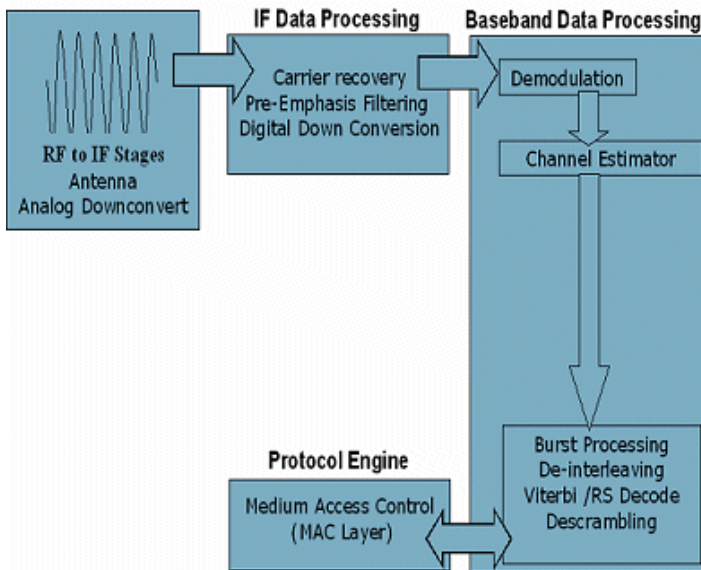 IF Data Processing
Baseband Data Processing
RF to IF Stages
Antenna
Analog Downconvert
Carrier recovery
Pre-Emphasis Filtering
Digital Down Conversion
Demodulation
Channel Estimator
Burst Processing
De-interleaving
Viterbi /RS Decode
Descrambling
Protocol Engine
Medium Access Control
(MAC Layer)